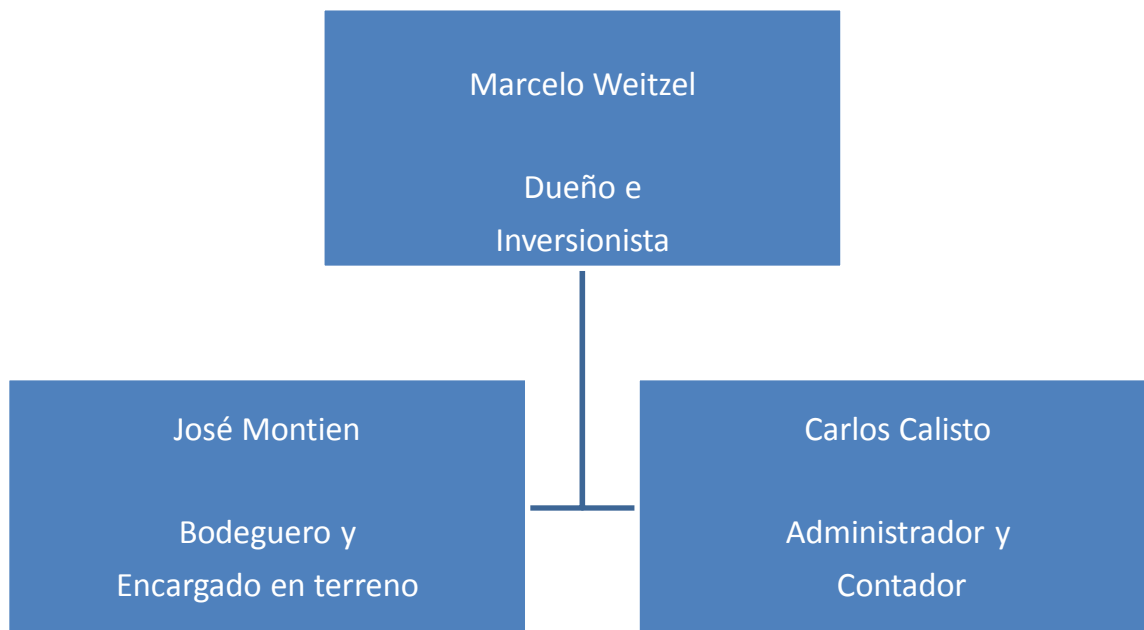 Marcelo Weitzel
Dueño e
Inversionista
José Montien
Bodeguero y
Encargado en terreno
Carlos Calisto
Administrador y
Contador